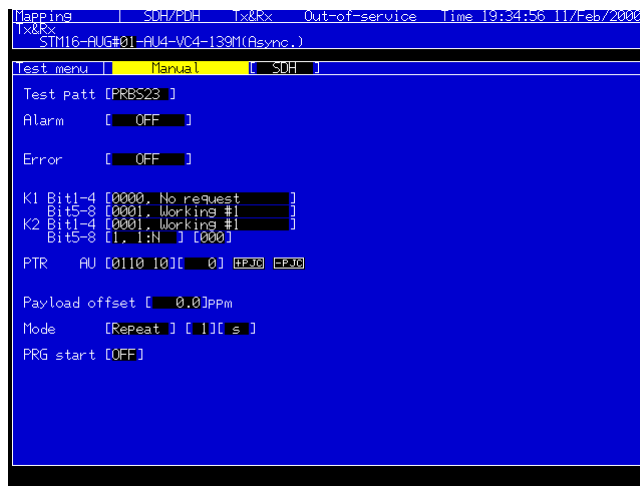 Mapping | SDH/PDH Tx&Rx Out-of-service Time 19:34:56 11/Feb/2000
Tx&Rx
STM16-AUG#01-AU4-VC4-139M(Async.)
Test menu | Manual [ SDH ]
Test patt [PRBS23 ]
Alarm [ OFF ]
Error [ OFF ]
K1 Bit1-4 [0000, No request ]
Bit5-8 [0001, Working #1 ]
K2 Bit1-4 [0001, Working #1 ]
Bit5-8 [1, 1:N ] [000]
PTR AU [0110 10][ 0] +PJC -PJC
Payload offset [ 0.0]ppm
Mode [Repeat ] [ 1][ s ]
PRG start [OFF]